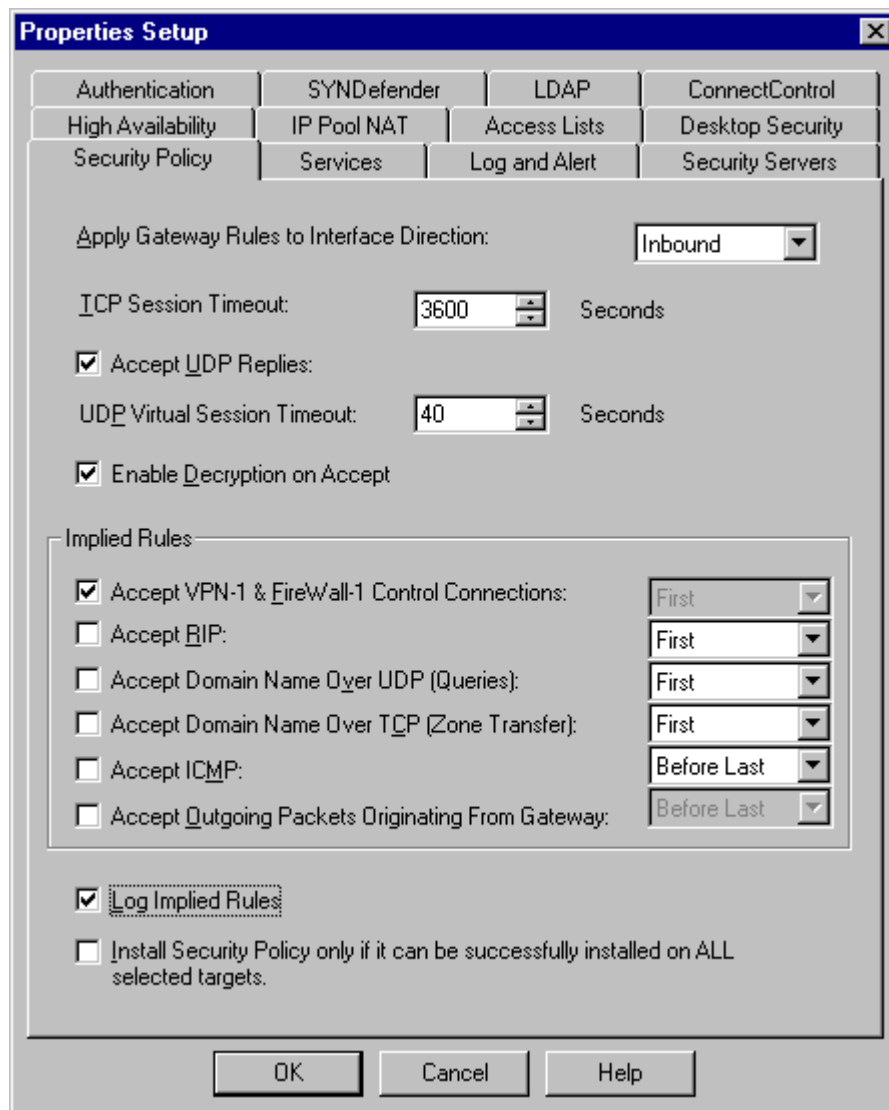 Properties Setup
Authentication
SYNDefender
LDAP
ConnectControl
High Availability
IP Pool NAT
Access Lists
Desktop Security
Security Policy
Services
Log and Alert
Security Servers
Apply Gateway Rules to Interface Direction:
Inbound
TCP Session Timeout:
3600
Seconds
Accept UDP Replies:
UDP Virtual Session Timeout:
40
Seconds
Enable Decryption on Accept
Implied Rules
Accept VPN-1 & FireWall-1 Control Connections:
First
Accept RIP:
First
Accept Domain Name Over UDP (Queries):
First
Accept Domain Name Over TCP (Zone Transfer):
First
Accept ICMP:
Before Last
Accept Outgoing Packets Originating From Gateway:
Before Last
Log Implied Rules
Install Security Policy only if it can be successfully installed on ALL
selected targets.
OK
Cancel
Help